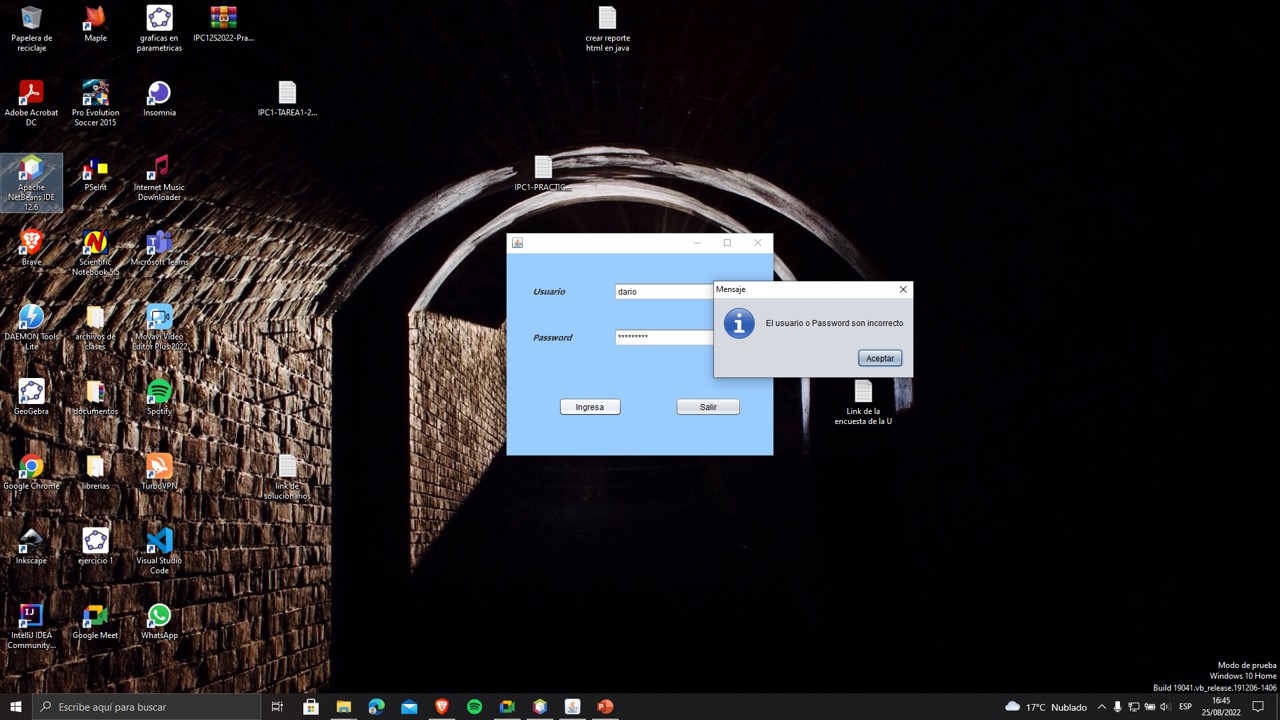 Papelera de
reciclaje
Maple
graficas en
parametricas
IPC12S2022-Pra...
crear reporte
html en java
Adobe Acrobat
DC
Pro Evolution
Soccer 2015
Insomnia
IPC1-TAREA1-2...
Apache
NetBeans IDE
12.6
PSeInt
Internet Music
Downloader
IPC1-PRACTIC...
Brave
Scientific
Notebook 5.5
Microsoft Teams
DAEMON Tools
Lite
archivos de
clases
Movavi Video
Editor Plus 2022
GeoGebra
documentos
Spotify
Google Chrome
librerias
TurboVPN
link de
solucionarios
Inkscape
ejercicio 1
Visual Studio
Code
IntelliJ IDEA
Community...
Google Meet
WhatsApp
Usuario
dario
Password
*********
Ingresa
Salir
Mensaje
El usuario o Password son incorrecto
Aceptar
Link de la
encuesta de la U
Modo de prueba
Windows 10 Home
Build 19041.vb_release.191206-1406
Escribe aquí para buscar
17°C Nublado
ESP
16:45
25/08/2022